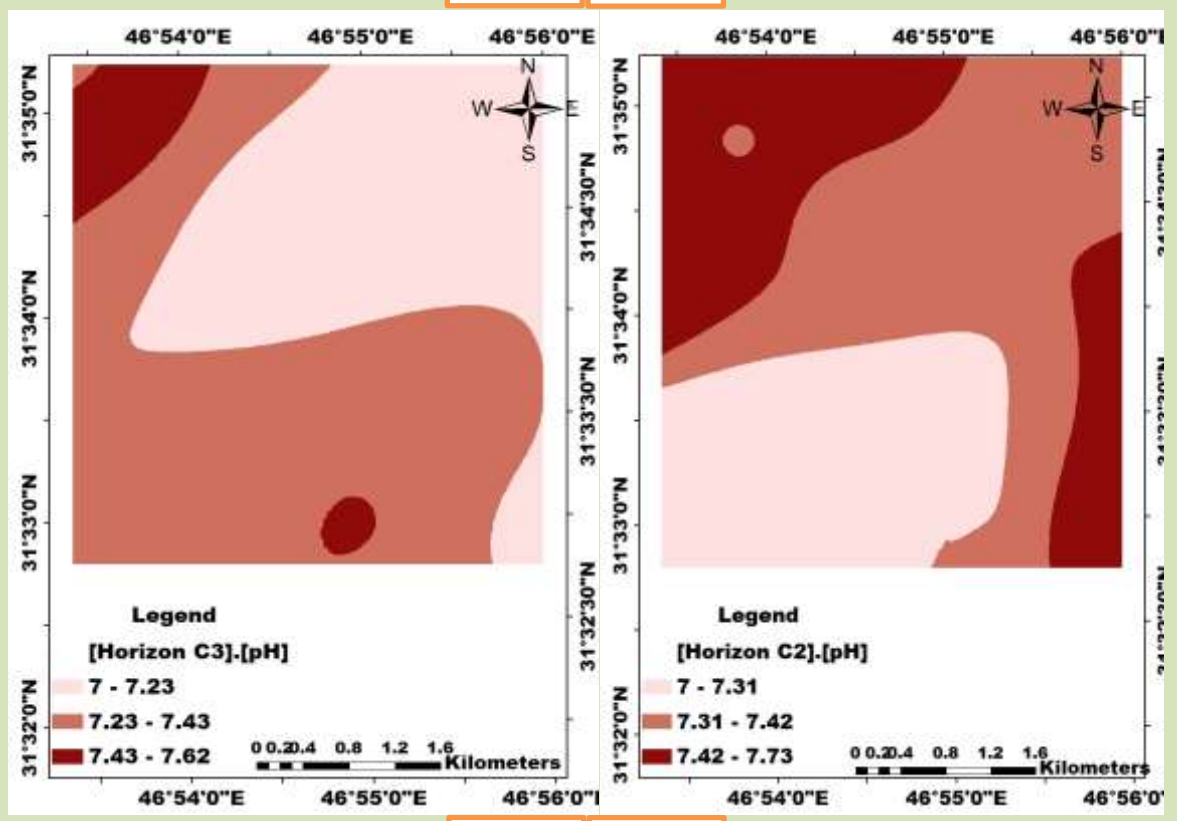 46°54'0"E 46°55'0"E 46°56'0"E
N
W E
S
31°35'0"N
31°34'0"N
31°33'0"N
31°32'0"N
31°34'30"N
31°33'30"N
31°32'30"N
Legend
[Horizon C3].[pH]
7 - 7.23
7.23 - 7.43
7.43 - 7.62
0 0.2 0.4 0.8 1.2 1.6
Kilometers
46°54'0"E 46°55'0"E 46°56'0"E
46°54'0"E 46°55'0"E 46°56'0"E
N
W E
S
31°35'0"N
31°34'0"N
31°33'0"N
31°32'0"N
Legend
[Horizon C2].[pH]
7 - 7.31
7.31 - 7.42
7.42 - 7.73
0 0.2 0.4 0.8 1.2 1.6
Kilometers
46°54'0"E 46°55'0"E 46°56'0